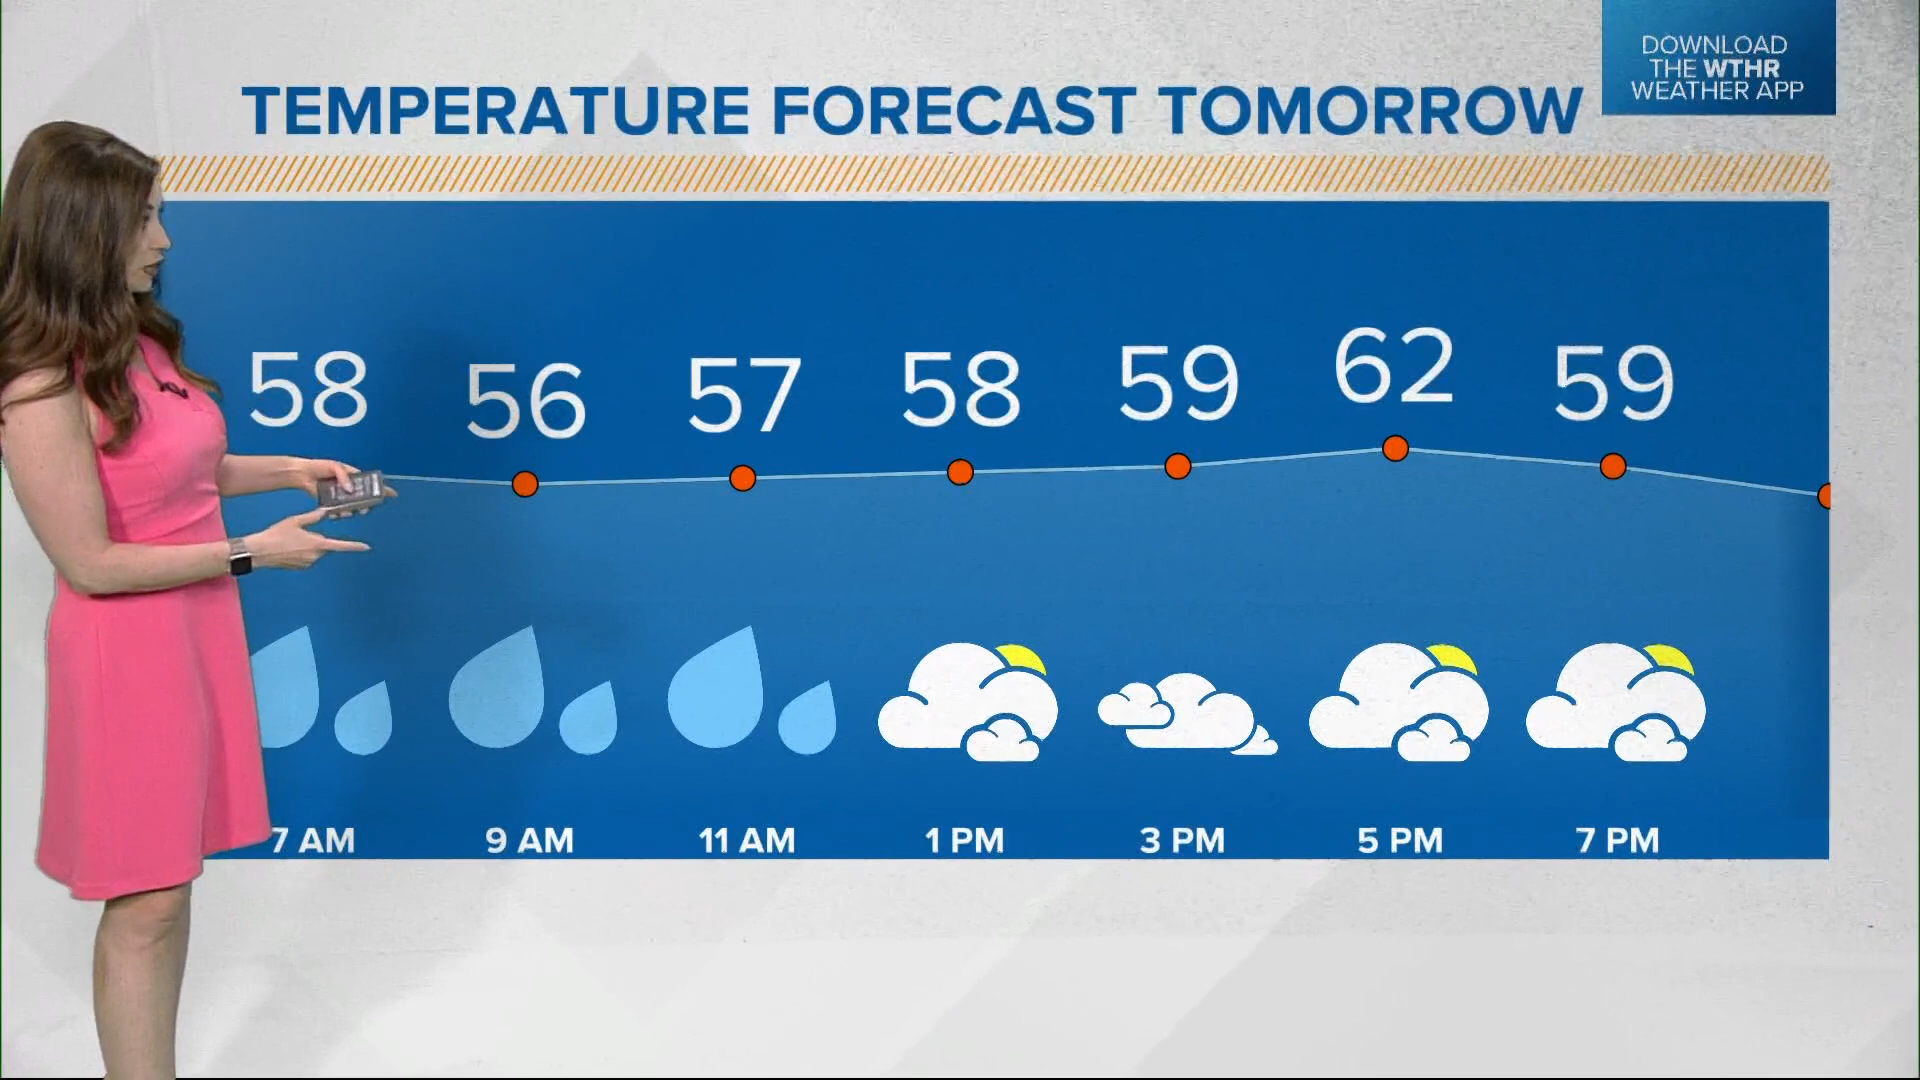 DOWNLOAD
THE WTHR
WEATHER APP
TEMPERATURE FORECAST TOMORROW
58 56 57 58 59 62 59
7 AM 9 AM 11 AM 1 PM 3 PM 5 PM 7 PM